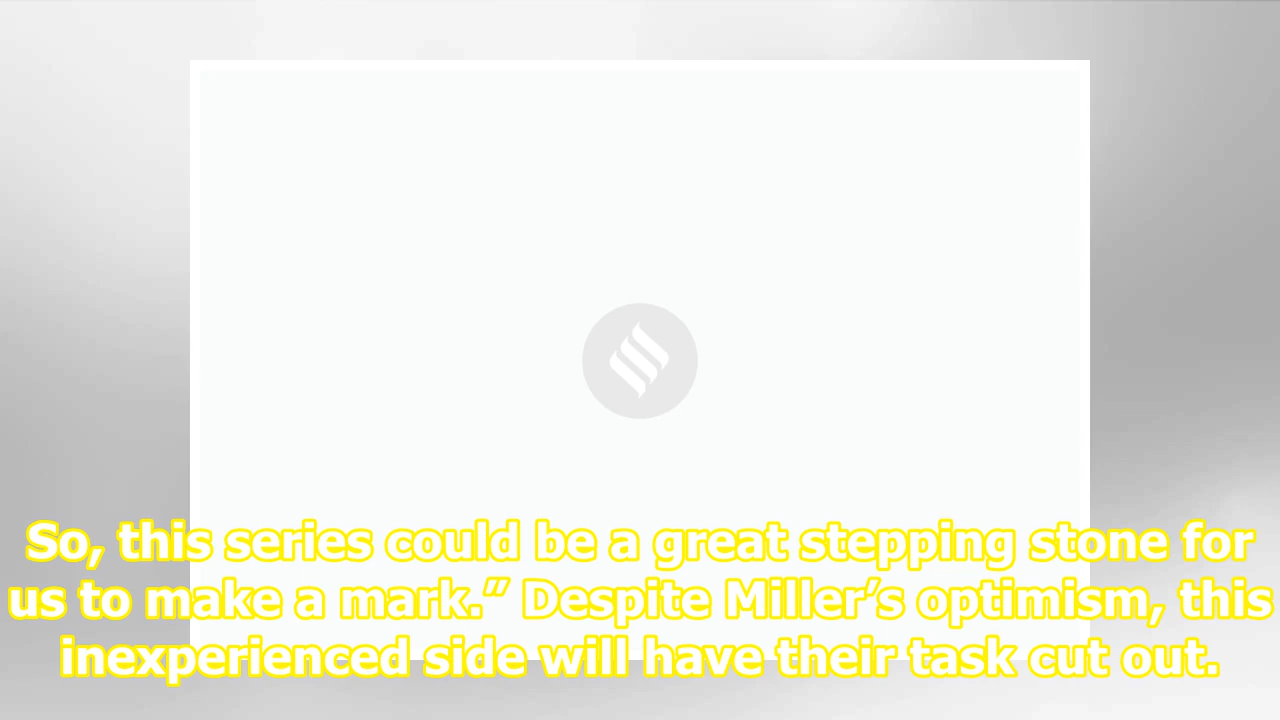 So, this series could be a great stepping stone for
us to make a mark.” Despite Miller’s optimism, this
inexperienced side will have their task cut out.